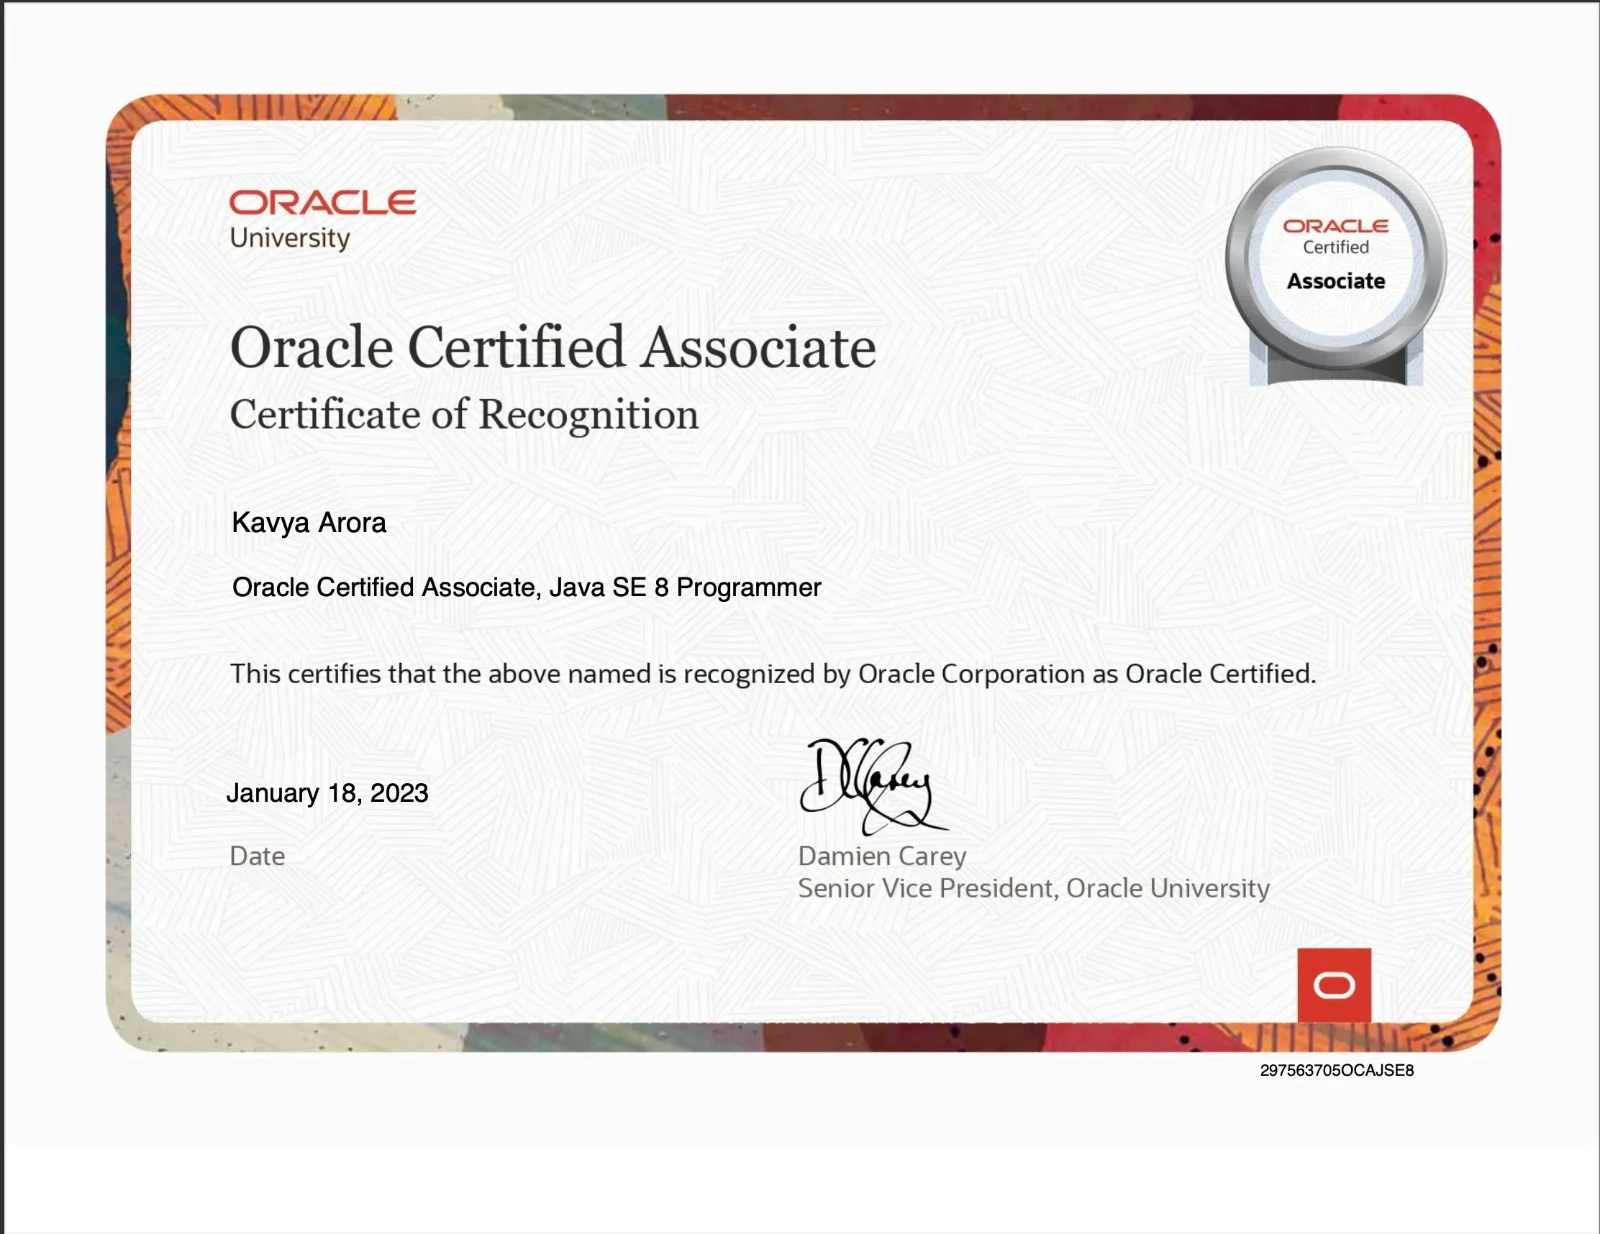 ORACLE
University
ORACLE
Certified
Associate
Oracle Certified Associate
Certificate of Recognition
Kavya Arora
Oracle Certified Associate, Java SE 8 Programmer
This certifies that the above named is recognized by Oracle Corporation as Oracle Certified.
DCarey
January 18, 2023
Date
Damien Carey
Senior Vice President, Oracle University
297563705OCAJSE8